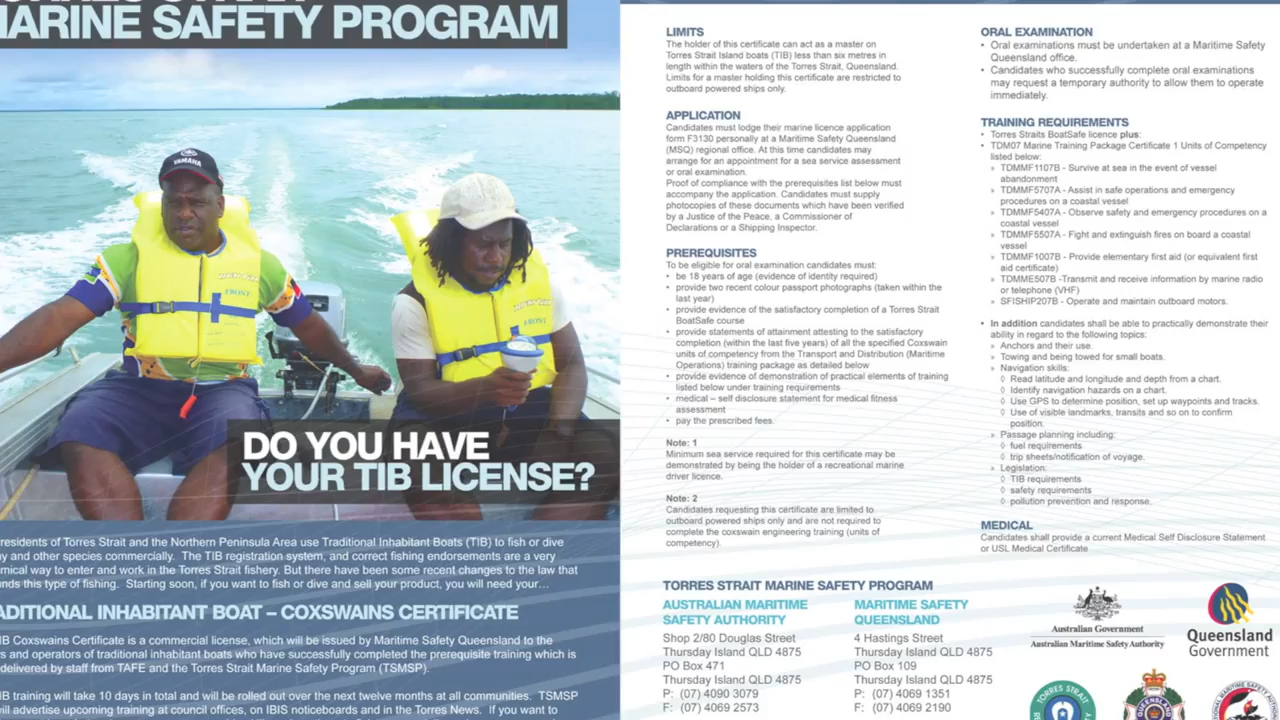 MARINE SAFETY PROGRAM
YAMAHA
FRONT
FRONT
DO YOU HAVE
YOUR TIB LICENSE?
residents of Torres Strait and the Northern Peninsula Area use Traditional Inhabitant Boats (TIB) to fish or dive
and other species commercially. The TIB registration system, and correct fishing endorsements are a very
way to enter and work in the Torres Strait fishery. But there have been some recent changes to the law that
this type of fishing. Starting soon, if you want to fish or dive and sell your product, you will need your…
TRADITIONAL INHABITANT BOAT – COXSWAINS CERTIFICATE
TIB Coxswains Certificate is a commercial license, which will be issued by Maritime Safety Queensland to the
and operators of traditional inhabitant boats who have successfully completed the prerequisite training which is
delivered by staff from TAFE and the Torres Strait Marine Safety Program (TSMSP).
TIB training will take 10 days in total and will be rolled out over the next twelve months at all communities. TSMSP
will advertise upcoming training at council offices, on IBIS noticeboards and in the Torres News. If you want to
LIMITS
The holder of this certificate can act as a master on
Torres Strait Island boats (TIB) less than six metres in
length within the waters of the Torres Strait, Queensland.
Limits for a master holding this certificate are restricted to
outboard powered ships only.
APPLICATION
Candidates must lodge their marine licence application
form F3130 personally at a Maritime Safety Queensland
(MSQ) regional office. At this time candidates may
arrange for an appointment for a sea service assessment
or oral examination.
Proof of compliance with the prerequisites list below must
accompany the application. Candidates must supply
photocopies of these documents which have been verified
by a Justice of the Peace, a Commissioner of
Declarations or a Shipping Inspector.
PREREQUISITES
To be eligible for oral examination candidates must:
• be 18 years of age (evidence of identity required)
• provide two recent colour passport photographs (taken within the
last year)
• provide evidence of the satisfactory completion of a Torres Strait
BoatSafe course
• provide statements of attainment attesting to the satisfactory
completion (within the last five years) of all the specified Coxswain
units of competency from the Transport and Distribution (Maritime
Operations) training package as detailed below
• provide evidence of demonstration of practical elements of training
listed below under training requirements
• medical – self disclosure statement for medical fitness
assessment
• pay the prescribed fees.
Note: 1
Minimum sea service required for this certificate may be
demonstrated by being the holder of a recreational marine
driver licence.
Note: 2
Candidates requesting this certificate are limited to
outboard powered ships only and are not required to
complete the coxswain engineering training (units of
competency).
ORAL EXAMINATION
• Oral examinations must be undertaken at a Maritime Safety
Queensland office.
• Candidates who successfully complete oral examinations
may request a temporary authority to allow them to operate
immediately.
TRAINING REQUIREMENTS
• Torres Straits BoatSafe licence plus:
• TDM07 Marine Training Package Certificate 1 Units of Competency
listed below:
» TDMMF1107B - Survive at sea in the event of vessel
abandonment
» TDMMF5707A - Assist in safe operations and emergency
procedures on a coastal vessel
» TDMMF5407A - Observe safety and emergency procedures on a
coastal vessel
» TDMMF5507A - Fight and extinguish fires on board a coastal
vessel
» TDMMF1007B - Provide elementary first aid (or equivalent first
aid certificate)
» TDMME507B -Transmit and receive information by marine radio
or telephone (VHF)
» SFISHIP207B - Operate and maintain outboard motors.
• In addition candidates shall be able to practically demonstrate their
ability in regard to the following topics:
» Anchors and their use.
» Towing and being towed for small boats.
» Navigation skills:
◊ Read latitude and longitude and depth from a chart.
◊ Identify navigation hazards on a chart.
◊ Use GPS to determine position, set up waypoints and tracks.
◊ Use of visible landmarks, transits and so on to confirm
position.
» Passage planning including:
◊ fuel requirements
◊ trip sheets/notification of voyage.
» Legislation:
◊ TIB requirements
◊ safety requirements
◊ pollution prevention and response.
MEDICAL
Candidates shall provide a current Medical Self Disclosure Statement
or USL Medical Certificate
TORRES STRAIT MARINE SAFETY PROGRAM
AUSTRALIAN MARITIME
SAFETY AUTHORITY
Shop 2/80 Douglas Street
Thursday Island QLD 4875
PO Box 471
Thursday Island QLD 4875
P: (07) 4090 3079
F: (07) 4069 2573
MARITIME SAFETY
QUEENSLAND
4 Hastings Street
Thursday Island QLD 4875
PO Box 109
Thursday Island QLD 4875
P: (07) 4069 1351
F: (07) 4069 2190
Australian Government
Australian Maritime Safety Authority
Queensland
Government
TORRES STRAIT